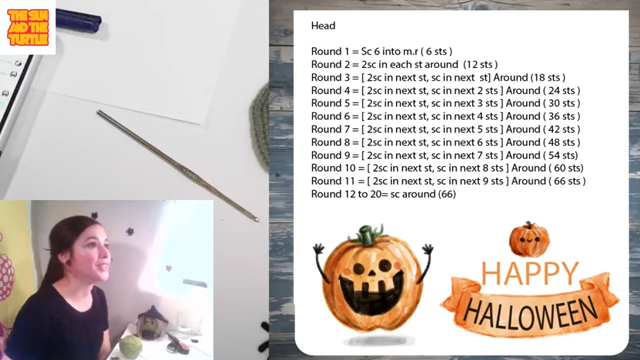 THE SUN
AND THE
TURTLE
Head
Round 1 = Sc 6 into m.r ( 6 sts )
Round 2 = 2sc in each st around (12 sts )
Round 3 = [ 2sc in next st, sc in next st] Around (18 sts )
Round 4 = [ 2sc in next st, sc in next 2 sts ] Around ( 24 sts )
Round 5 = [ 2sc in next st, sc in next 3 sts ] Around ( 30 sts )
Round 6 = [ 2sc in next st, sc in next 4 sts ] Around ( 36 sts )
Round 7 = [ 2sc in next st, sc in next 5 sts ] Around ( 42 sts )
Round 8 = [ 2sc in next st, sc in next 6 sts ] Around ( 48 sts )
Round 9 = [ 2sc in next st, sc in next 7 sts ] Around ( 54 sts)
Round 10 = [ 2sc in next st, sc in next 8 sts ] Around ( 60 sts)
Round 11 = [ 2sc in next st, sc in next 9 sts ] Around ( 66 sts )
Round 12 to 20= sc around (66)
HAPPY
HALLOWEEN